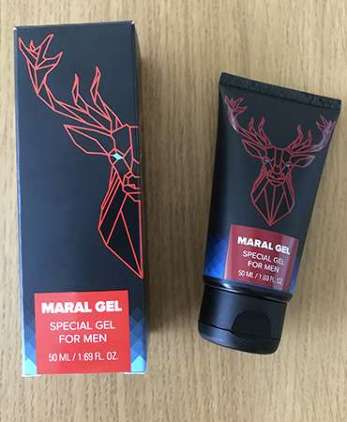 MARAL GEL
SPECIAL GEL
FOR MEN
50 ML / 1.69 FL. OZ.
MARAL GEL
SPECIAL GEL
FOR MEN
50 ML / 1.69 FL. OZ.